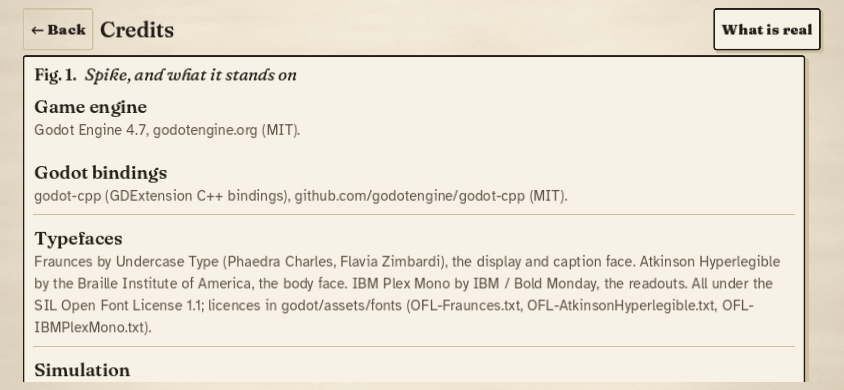 ← Back
Credits
What is real
Fig. 1. Spike, and what it stands on
Game engine
Godot Engine 4.7, godotengine.org (MIT).
Godot bindings
godot-cpp (GDExtension C++ bindings), github.com/godotengine/godot-cpp (MIT).
Typefaces
Fraunces by Undercase Type (Phaedra Charles, Flavia Zimbardi), the display and caption face. Atkinson Hyperlegible
by the Braille Institute of America, the body face. IBM Plex Mono by IBM / Bold Monday, the readouts. All under the
SIL Open Font License 1.1; licences in godot/assets/fonts (OFL-Fraunces.txt, OFL-AtkinsonHyperlegible.txt, OFL-
IBMPlexMono.txt).
Simulation